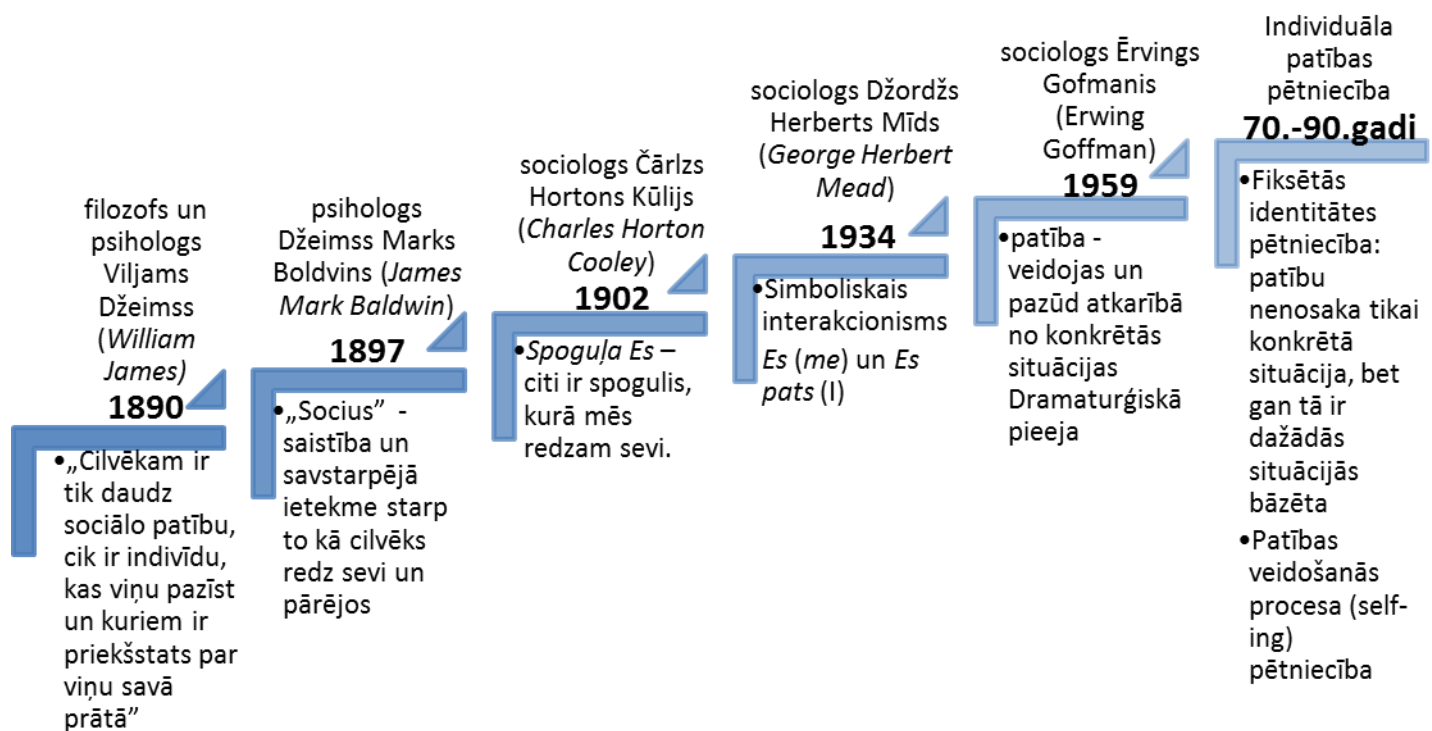 filozofs un
psihologs
Viljams
Džeimss
(William
James)
1890
•„Cilvēkam ir
tik daudz
sociālo patību,
cik ir indivīdu,
kas viņu pazīst
un kuriem ir
priekšstats par
viņu savā
prātā”
psihologs
Džeimss Marks
Boldvins (James
Mark Baldwin)
1897
•„Socius” -
saistība un
savstarpējā
ietekme starp
to kā cilvēks
redz sevi un
pārējos
sociologs Čārlzs
Hortons Kūlijs
(Charles Horton
Cooley)
1902
•Spoguļa Es –
citi ir spogulis,
kurā mēs
redzam sevi.
sociologs Džordžs
Herberts Mīds
(George Herbert
Mead)
1934
•Simboliskais
interakcionisms
Es (me) un Es
pats (I)
sociologs Ērvings
Gofmanis
(Erwing
Goffman)
1959
•patība -
veidojas un
pazūd atkarībā
no konkrētās
situācijas
Dramaturģiskā
pieeja
Individuāla
patības
pētniecība
70.-90.gadi
•Fiksētās
identitātes
pētniecība:
patību
nenosaka tikai
konkrētā
situācija, bet
gan tā ir
dažādās
situācijās
bāzēta
•Patības
veidošanās
procesa (self-
ing)
pētniecība